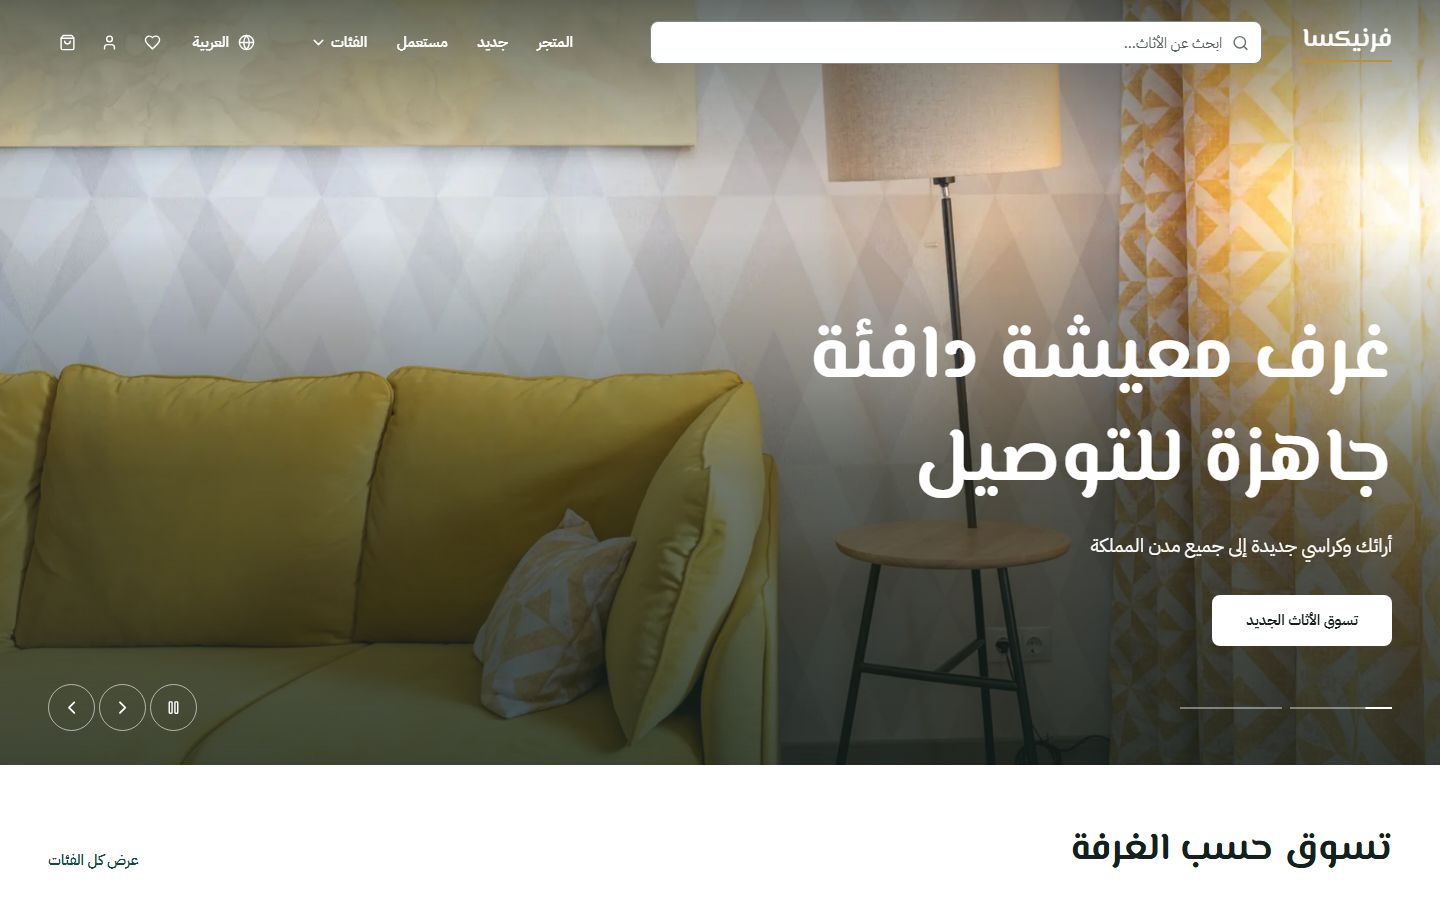 فرنيكسا
ابحث عن الأثاث...
المتجر
جديد
مستعمل
الفئات
العربية
غرف معيشة دافئة
جاهزة للتوصيل
أرائك وكراسي جديدة إلى جميع مدن المملكة
تسوق الأثاث الجديد
تسوق حسب الغرفة
عرض كل الفئات